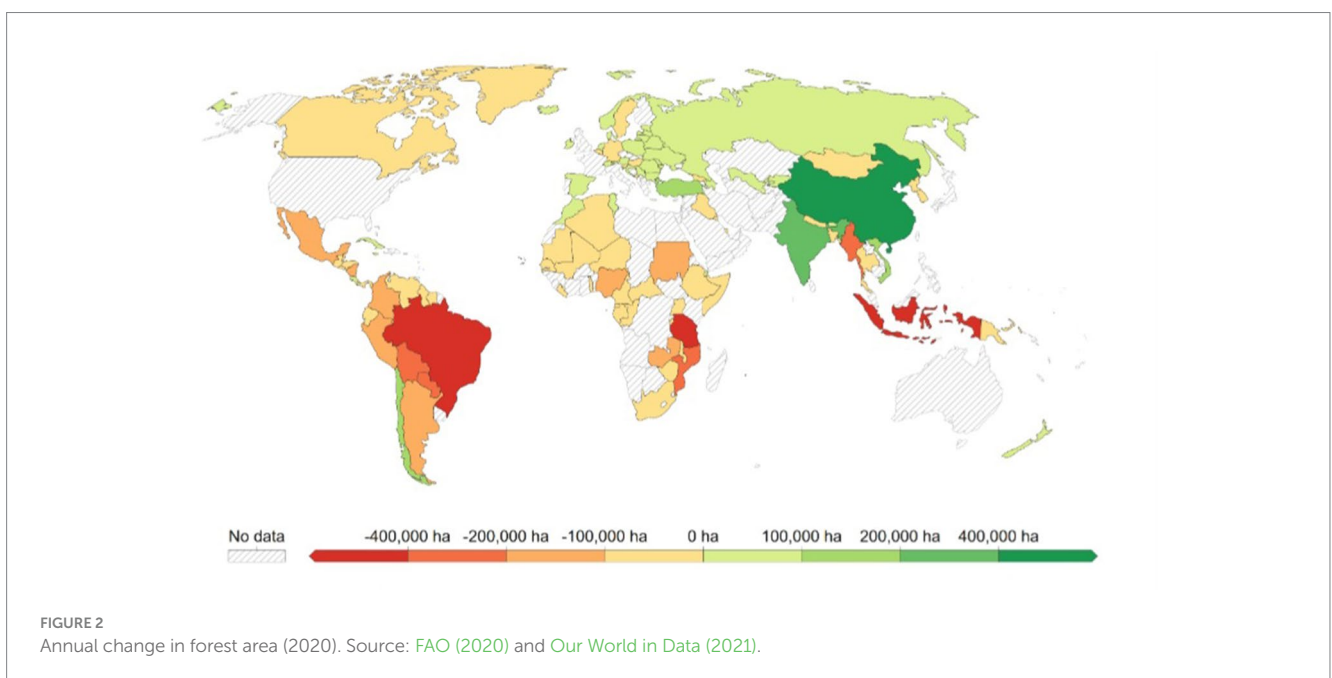 No data -400,000 ha -200,000 ha -100,000 ha 0 ha 100,000 ha 200,000 ha 400,000 ha
FIGURE 2
Annual change in forest area (2020). Source: FAO (2020) and Our World in Data (2021).